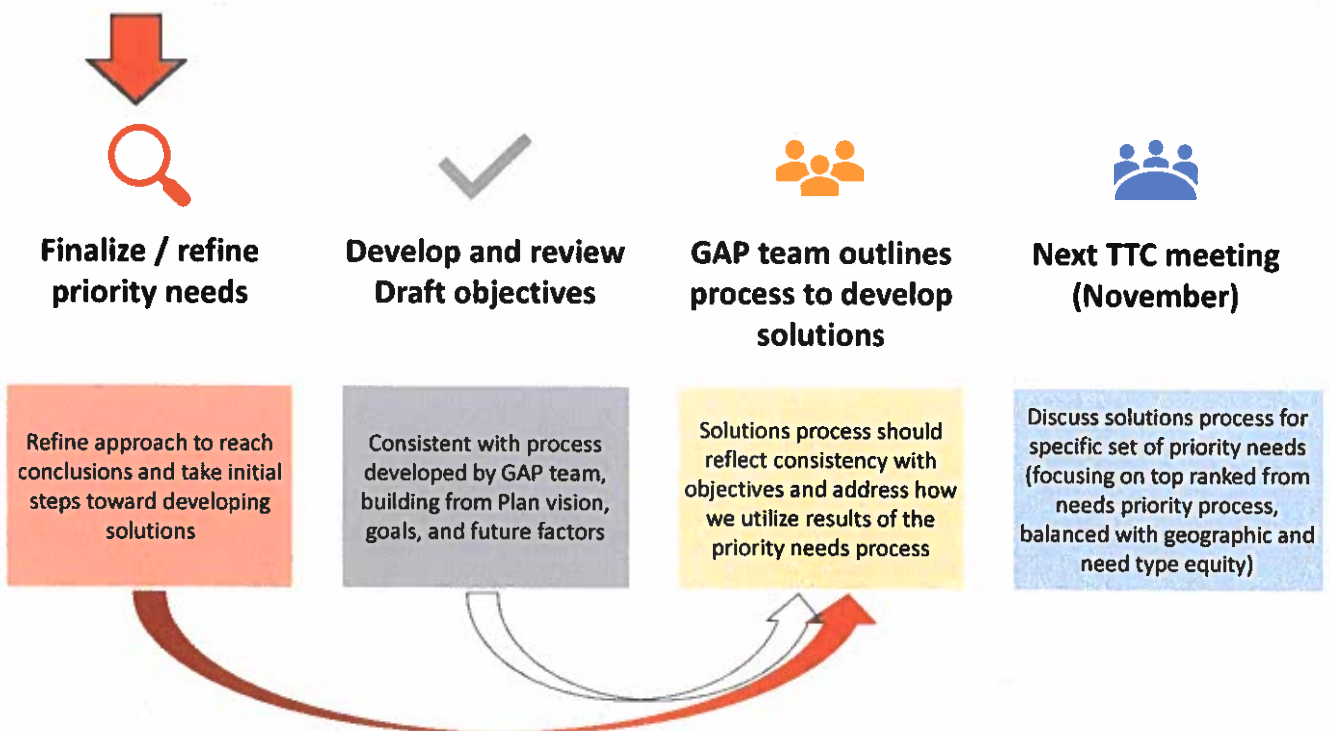 Finalize / refine
priority needs
Refine approach to reach
conclusions and take initial
steps toward developing
solutions
Develop and review
Draft objectives
Consistent with process
developed by GAP team,
building from Plan vision,
goals, and future factors
GAP team outlines
process to develop
solutions
Solutions process should
reflect consistency with
objectives and address how
we utilize results of the
priority needs process
Next TTC meeting
(November)
Discuss solutions process for
specific set of priority needs
(focusing on top ranked from
needs priority process,
balanced with geographic and
need type equity)